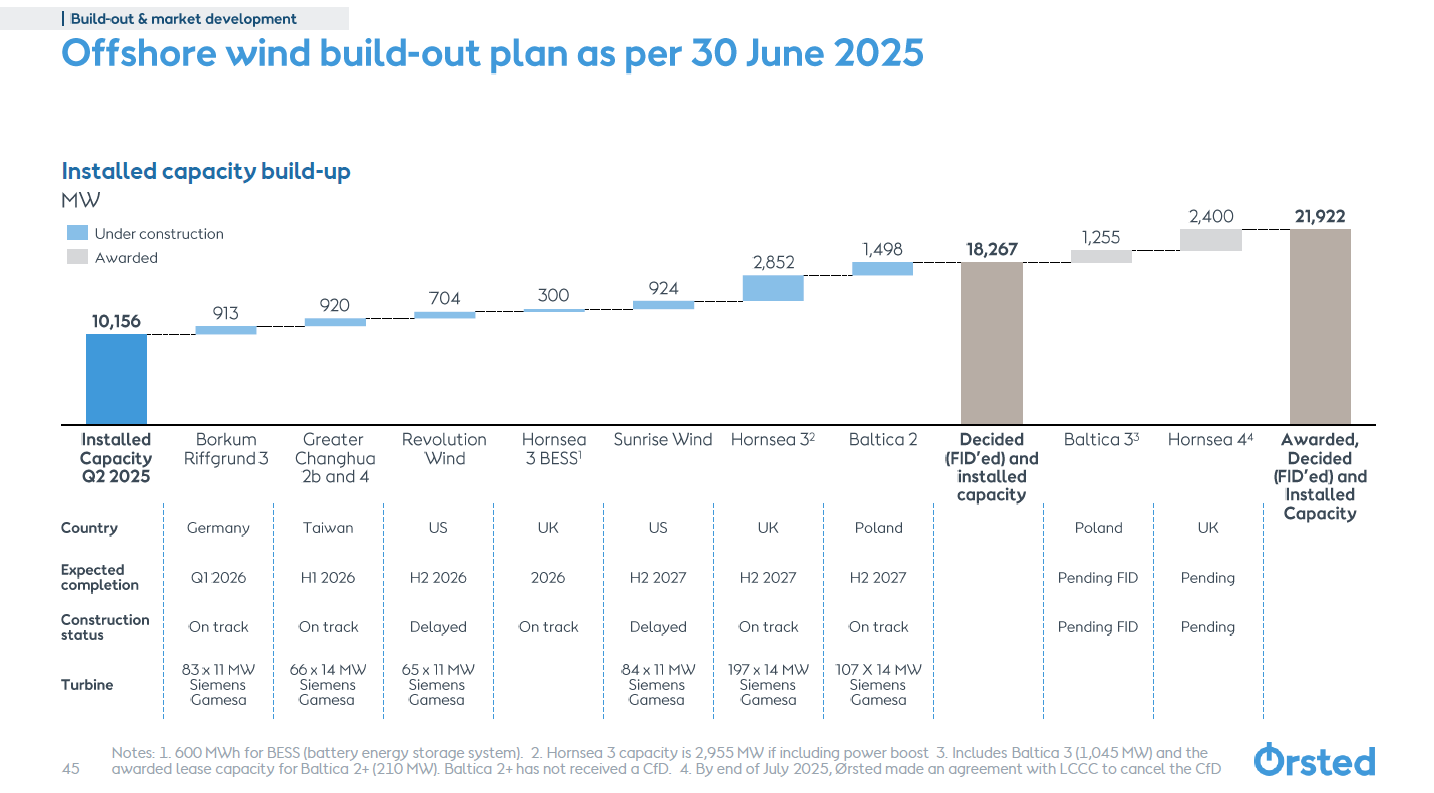 Build-out & market development
Offshore wind build-out plan as per 30 June 2025
Installed capacity build-up
MW
Under construction
Awarded
10,156
913
920
704
300
924
2,852
1,498
18,267
1,255
2,400
21,922
Installed
Capacity
Q2 2025
Borkum
Riffgrund 3
Greater
Changhua
2b and 4
Revolution
Wind
Hornsea
3 BESS¹
Sunrise Wind
Hornsea 3²
Baltica 2
Decided
(FID'ed) and
installed
capacity
Baltica 3³
Hornsea 4⁴
Awarded,
Decided
(FID'ed) and
Installed
Capacity
Country
Germany
Taiwan
US
UK
US
UK
Poland
Poland
UK
Expected
completion
Q1 2026
H1 2026
H2 2026
2026
H2 2027
H2 2027
H2 2027
Pending FID
Pending
Construction
status
On track
On track
Delayed
On track
Delayed
On track
On track
Pending FID
Pending
Turbine
83 x 11 MW
Siemens
Gamesa
66 x 14 MW
Siemens
Gamesa
65 x 11 MW
Siemens
Gamesa
84 x 11 MW
Siemens
Gamesa
197 x 14 MW
Siemens
Gamesa
107 X 14 MW
Siemens
Gamesa
45
Notes: 1. 600 MWh for BESS (battery energy storage system). 2. Hornsea 3 capacity is 2,955 MW if including power boost 3. Includes Baltica 3 (1,045 MW) and the
awarded lease capacity for Baltica 2+ (210 MW). Baltica 2+ has not received a CfD. 4. By end of July 2025, Ørsted made an agreement with LCCC to cancel the CfD
Ørsted